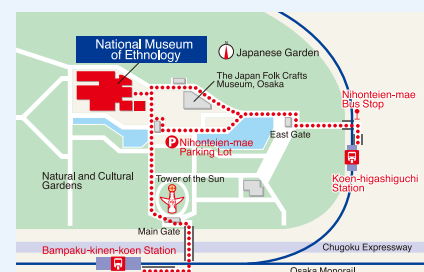 National Museum
of Ethnology
Japanese Garden
The Japan Folk Crafts
Museum, Osaka
Nihonteien-mae
Bus Stop
P Nihonteien-mae
Parking Lot
East Gate
Koen-higashiguchi
Station
Natural and Cultural
Gardens
Tower of the Sun
Main Gate
Bampaku-kinen-koen Station
Chugoku Expressway
Osaka Monorail